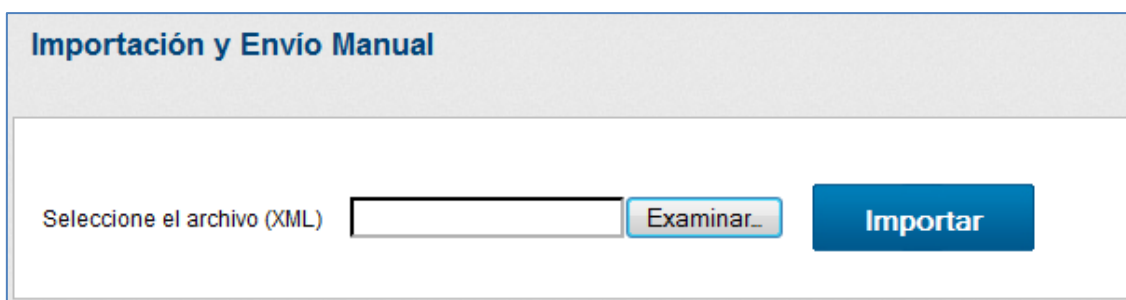 Importación y Envío Manual
Seleccione el archivo (XML) Examinar... Importar